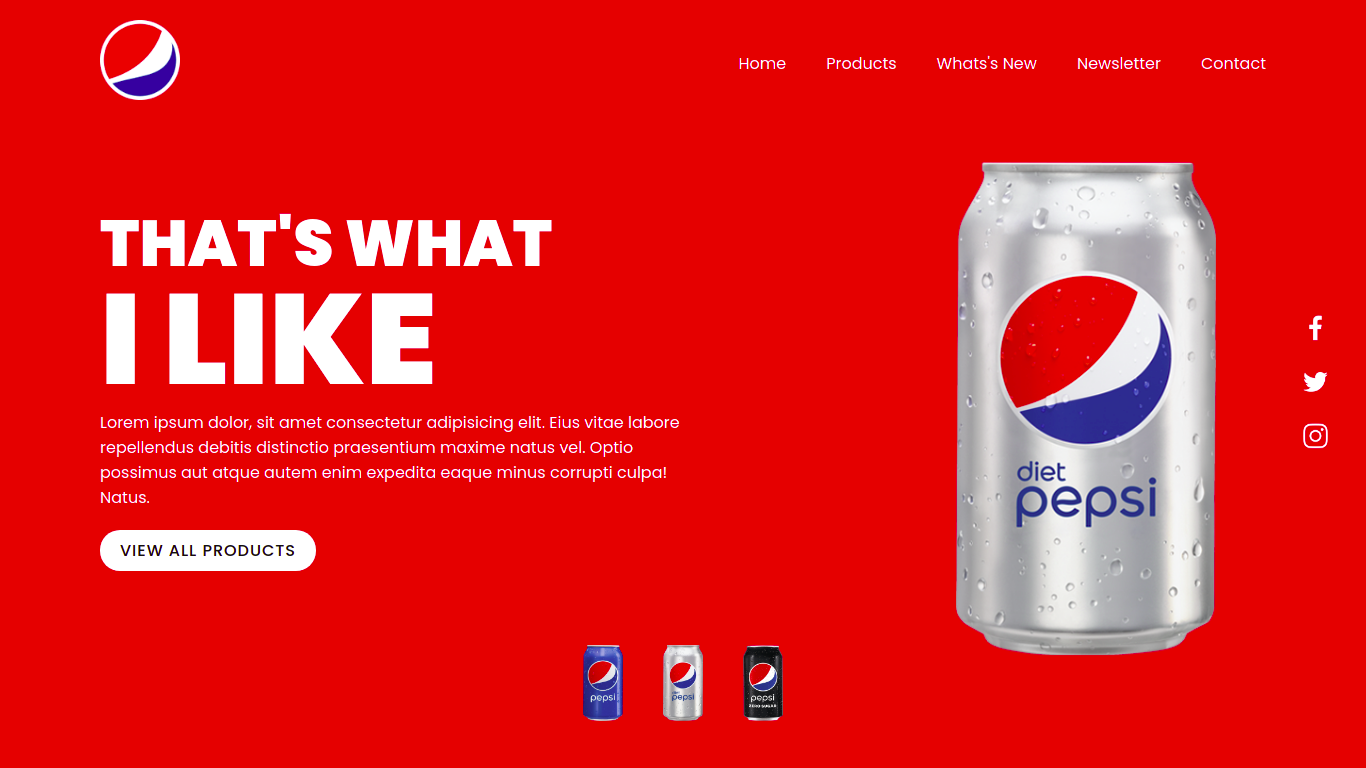 Home Products Whats's New Newsletter Contact
THAT'S WHAT
I LIKE
Lorem ipsum dolor, sit amet consectetur adipisicing elit. Eius vitae labore
repellendus debitis distinctio praesentium maxime natus vel. Optio
possimus aut atque autem enim expedita eaque minus corrupti culpa!
Natus.
VIEW ALL PRODUCTS
diet
pepsi
pepsi
diet
pepsi
pepsi
ZERO SUGAR